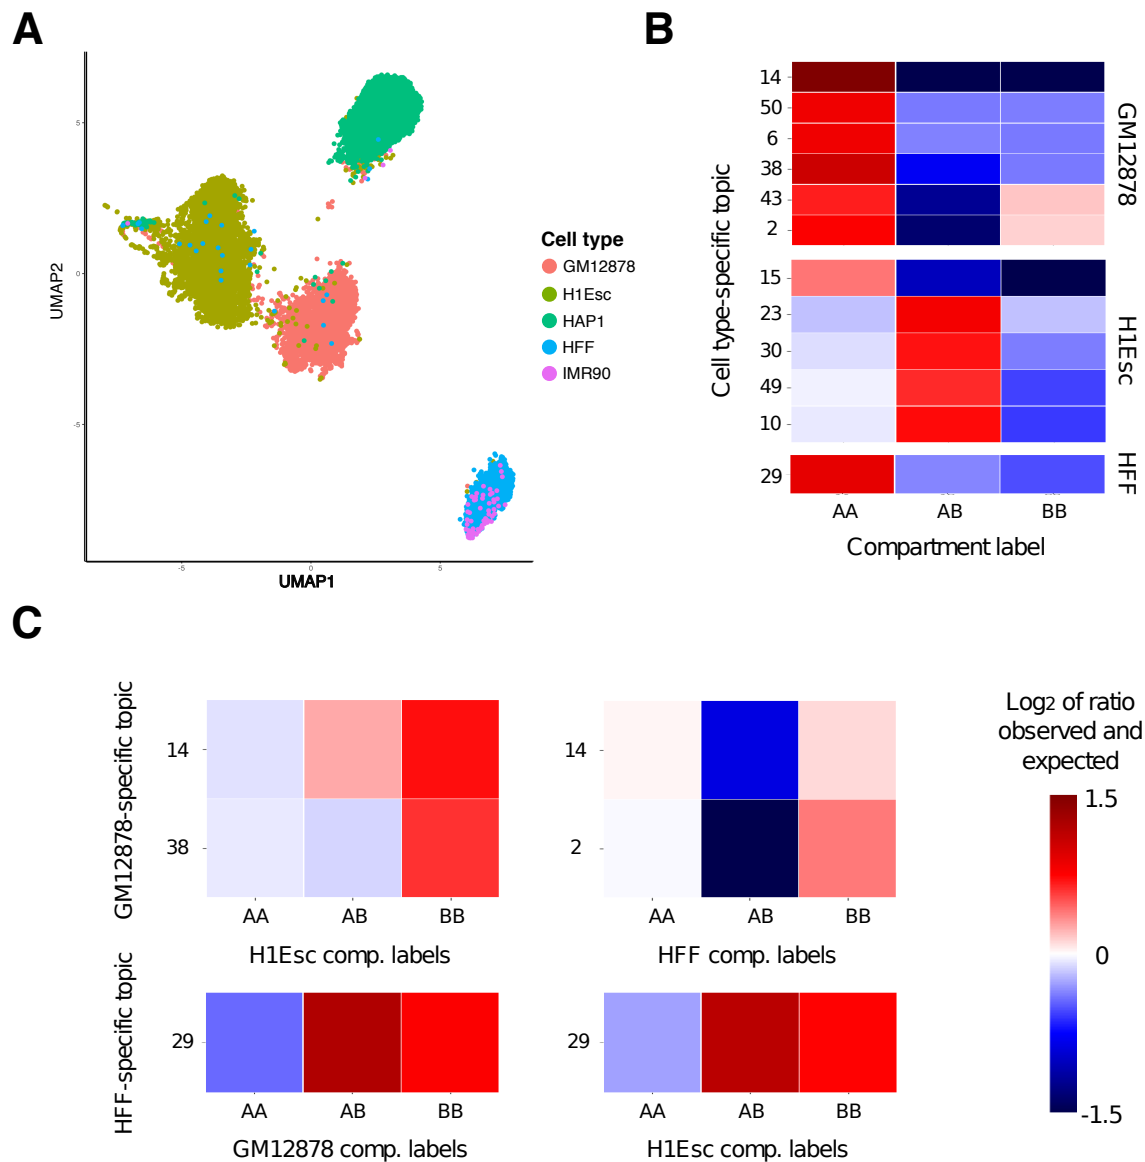 A
5
0
-5
UMAP2
-5
0
5
UMAP1
Cell type
GM12878
H1Esc
HAP1
HFF
IMR90
B
Cell type-specific topic
14
50
6
38
43
2
GM12878
15
23
30
49
10
H1Esc
29
HFF
AA AB BB
Compartment label
C
GM12878-specific topic
14
38
AA AB BB
H1Esc comp. labels
14
2
AA AB BB
HFF comp. labels
HFF-specific topic
29
AA AB BB
GM12878 comp. labels
29
AA AB BB
H1Esc comp. labels
Log2 of ratio
observed and
expected
1.5
0
-1.5